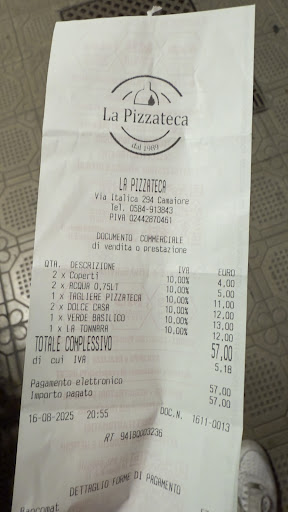 La Pizzateca
dal 1989
LA PIZZATECA
Via Italica 294 Camaiore
Tel. 0584-913843
PIVA 02442870461
DOCUMENTO COMMERCIALE
di vendita o prestazione
QTA. DESCRIZIONE IVA EURO
2 x Coperti 10,00% 4,00
2 x ACQUA 0,75LT 10,00% 5,00
1 x TAGLIERE PIZZATECA 10,00% 11,00
2 x DOLCE CASA 10,00% 12,00
1 x VERDE BASILICO 10,00% 13,00
1 x LA TONNARA 10,00% 12,00
TOTALE COMPLESSIVO 57,00
di cui IVA 5,18
Pagamento elettronico 57,00
Importo pagato 57,00
16-08-2025 20:55 DOC.N. 1611-0013
RT 94180003236
DETTAGLIO FORME DI PAGAMENTO
Bancomat